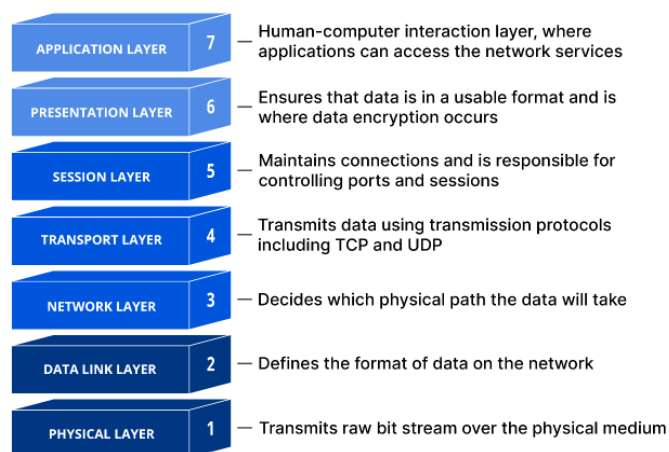 APPLICATION LAYER 7 — Human-computer interaction layer, where
applications can access the network services
PRESENTATION LAYER 6 — Ensures that data is in a usable format and is
where data encryption occurs
SESSION LAYER 5 — Maintains connections and is responsible for
controlling ports and sessions
TRANSPORT LAYER 4 — Transmits data using transmission protocols
including TCP and UDP
NETWORK LAYER 3 — Decides which physical path the data will take
DATA LINK LAYER 2 — Defines the format of data on the network
PHYSICAL LAYER 1 — Transmits raw bit stream over the physical medium